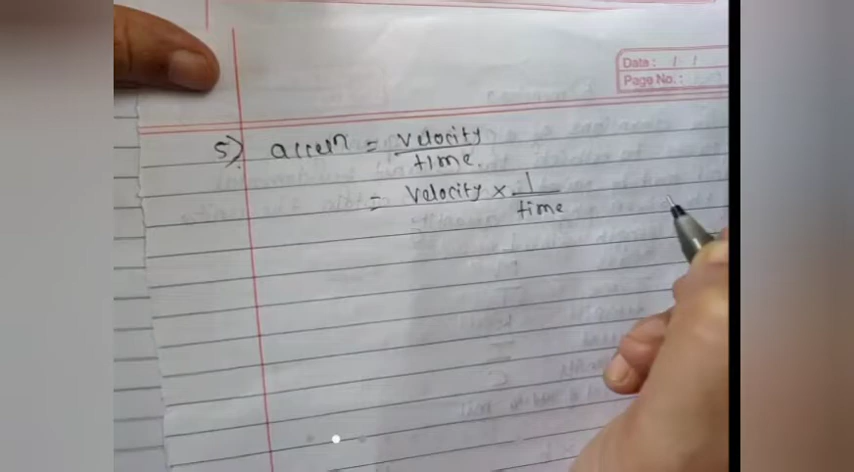 Date : / /
Page No. :
5) acceln = velocity / time.
= velocity × 1 / time